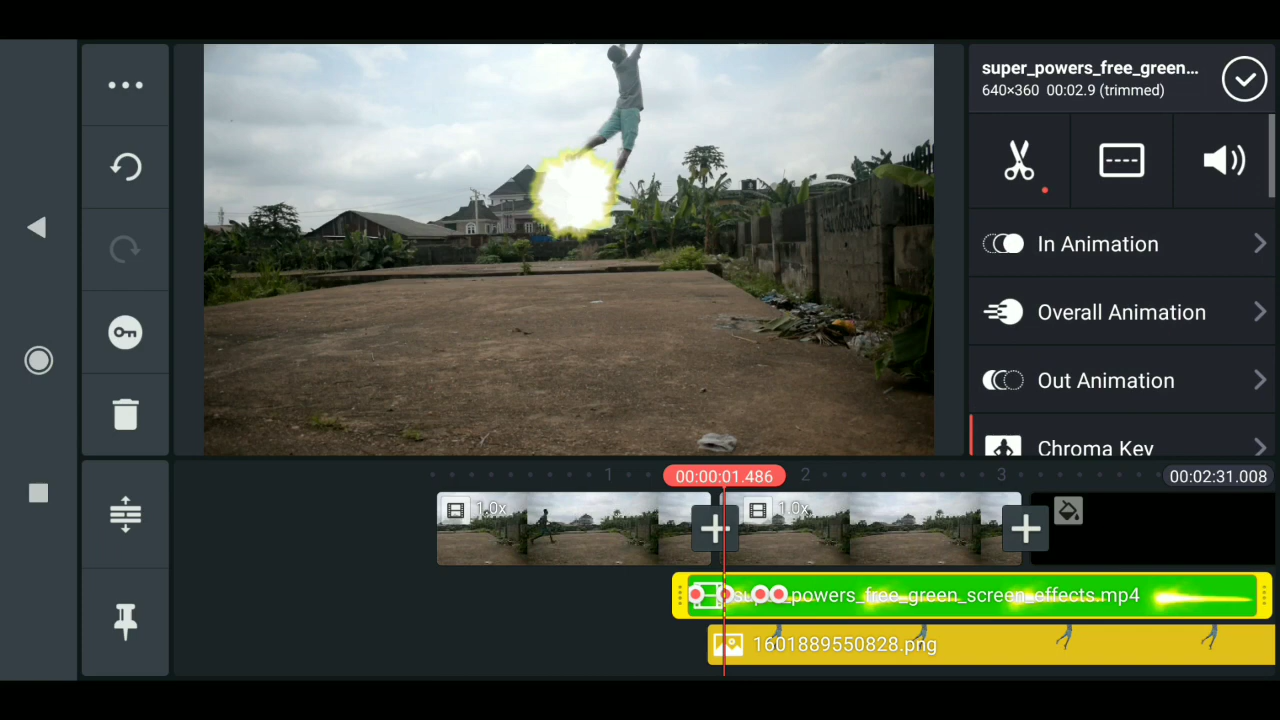 super_powers_free_green...
640×360 00:02.9 (trimmed)
In Animation
Overall Animation
Out Animation
Chroma Key
1
00:00:01.486
2
3
00:02:31.008
1.0x
1.0x
super_powers_free_green_screen_effects.mp4
1601889550828.png